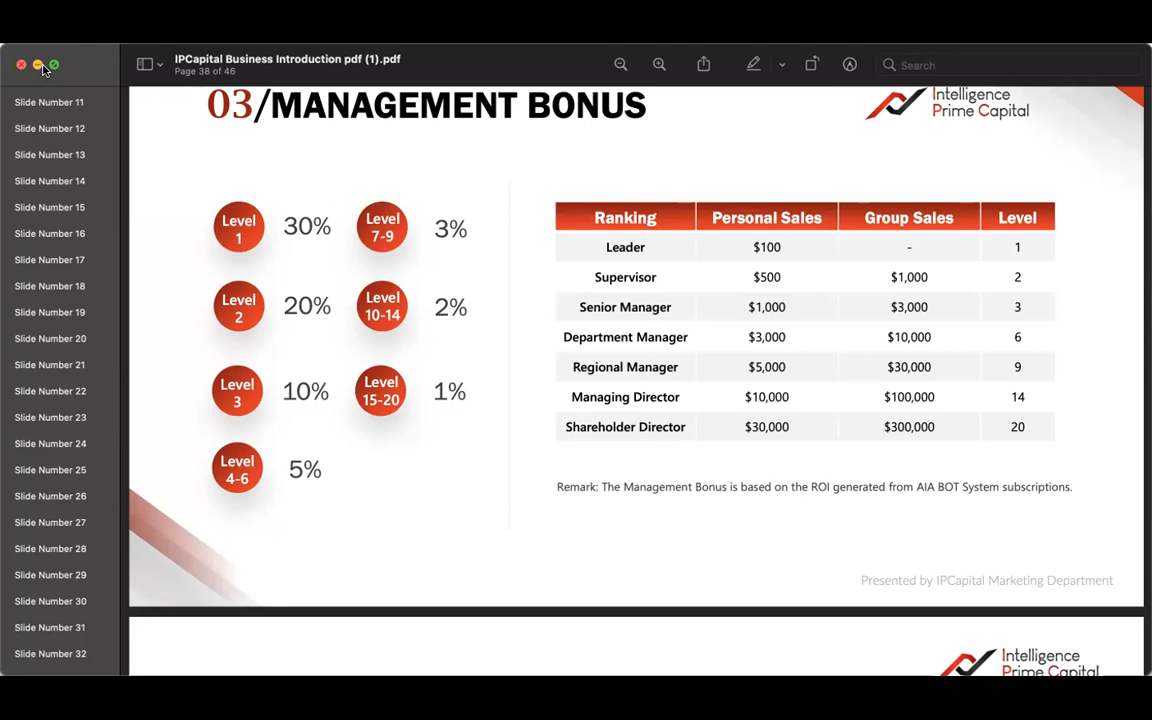 IPCapital Business Introduction pdf (1).pdf
Page 38 of 46
Search
Slide Number 11
Slide Number 12
Slide Number 13
Slide Number 14
Slide Number 15
Slide Number 16
Slide Number 17
Slide Number 18
Slide Number 19
Slide Number 20
Slide Number 21
Slide Number 22
Slide Number 23
Slide Number 24
Slide Number 25
Slide Number 26
Slide Number 27
Slide Number 28
Slide Number 29
Slide Number 30
Slide Number 31
Slide Number 32
03/MANAGEMENT BONUS
Intelligence
Prime Capital
Level 1 30%
Level 7-9 3%
Level 2 20%
Level 10-14 2%
Level 3 10%
Level 15-20 1%
Level 4-6 5%
Ranking Personal Sales Group Sales Level
Leader $100 - 1
Supervisor $500 $1,000 2
Senior Manager $1,000 $3,000 3
Department Manager $3,000 $10,000 6
Regional Manager $5,000 $30,000 9
Managing Director $10,000 $100,000 14
Shareholder Director $30,000 $300,000 20
Remark: The Management Bonus is based on the ROI generated from AIA BOT System subscriptions.
Presented by IPCapital Marketing Department
Intelligence
Prime Capital